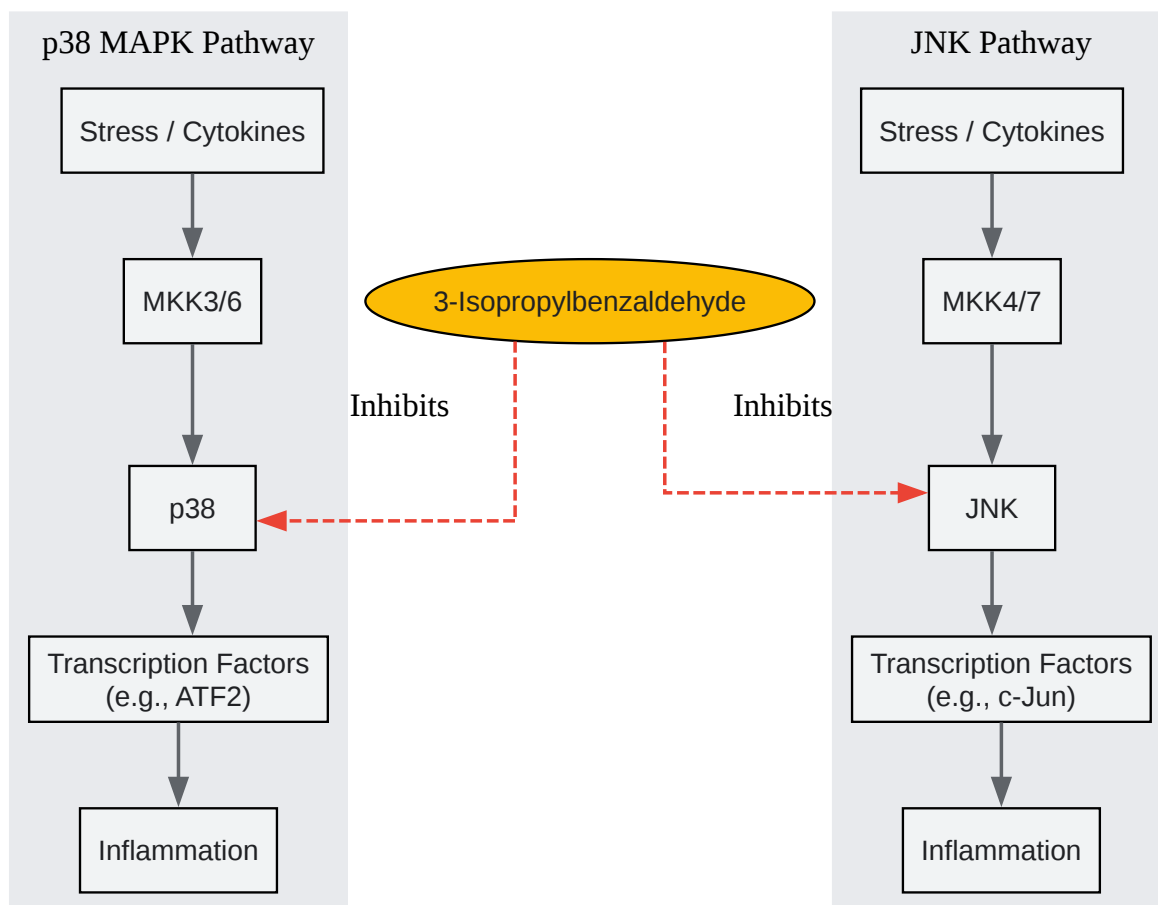 p38 MAPK Pathway
Stress / Cytokines
MKK3/6
p38
Transcription Factors
(e.g., ATF2)
Inflammation
3-Isopropylbenzaldehyde
Inhibits
Inhibits
JNK Pathway
Stress / Cytokines
MKK4/7
JNK
Transcription Factors
(e.g., c-Jun)
Inflammation